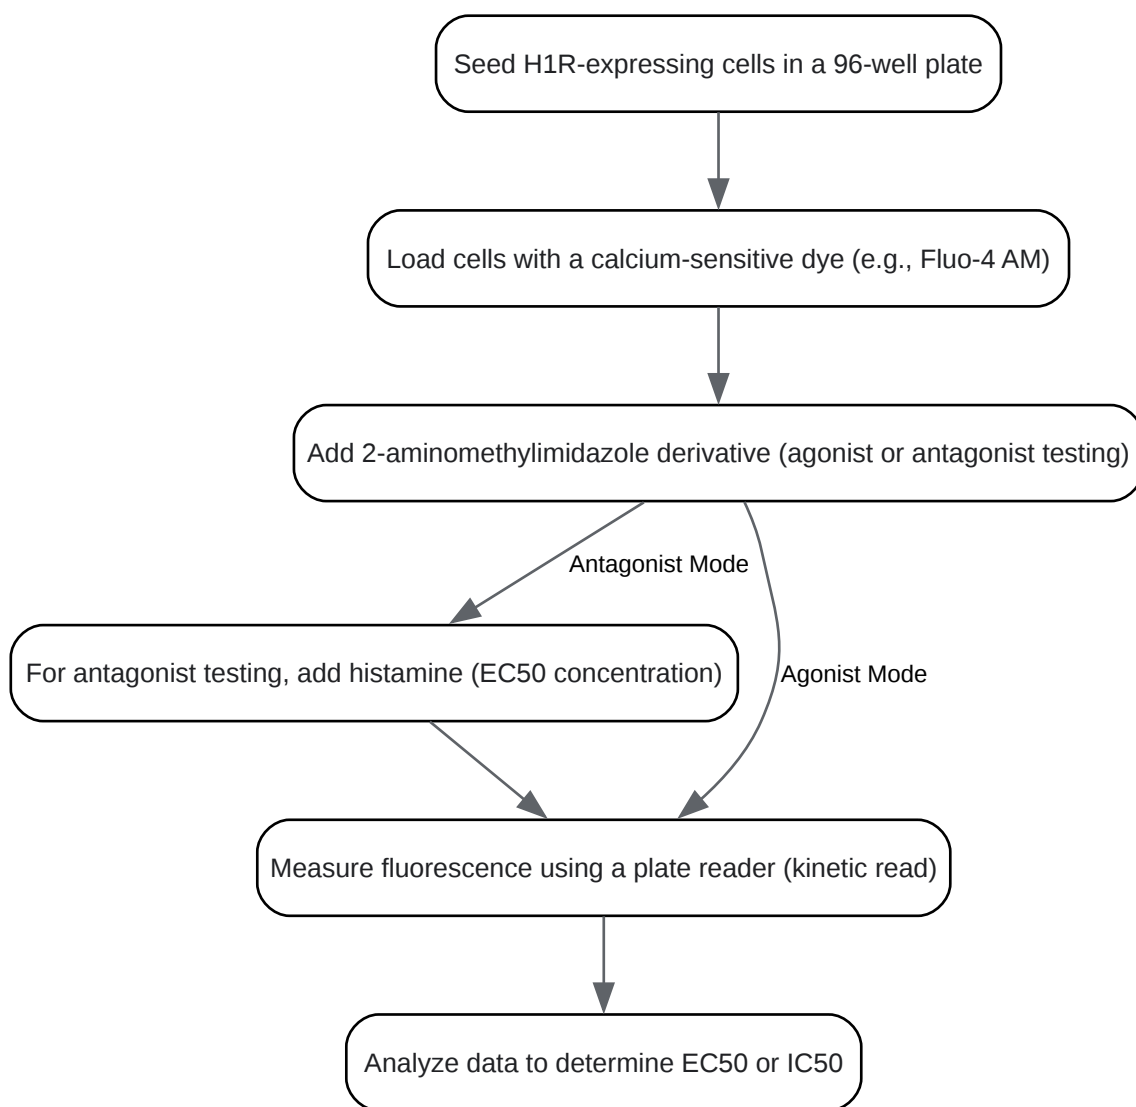 Seed H1R-expressing cells in a 96-well plate
Load cells with a calcium-sensitive dye (e.g., Fluo-4 AM)
Add 2-aminomethylimidazole derivative (agonist or antagonist testing)
Antagonist Mode
For antagonist testing, add histamine (EC50 concentration)
Agonist Mode
Measure fluorescence using a plate reader (kinetic read)
Analyze data to determine EC50 or IC50